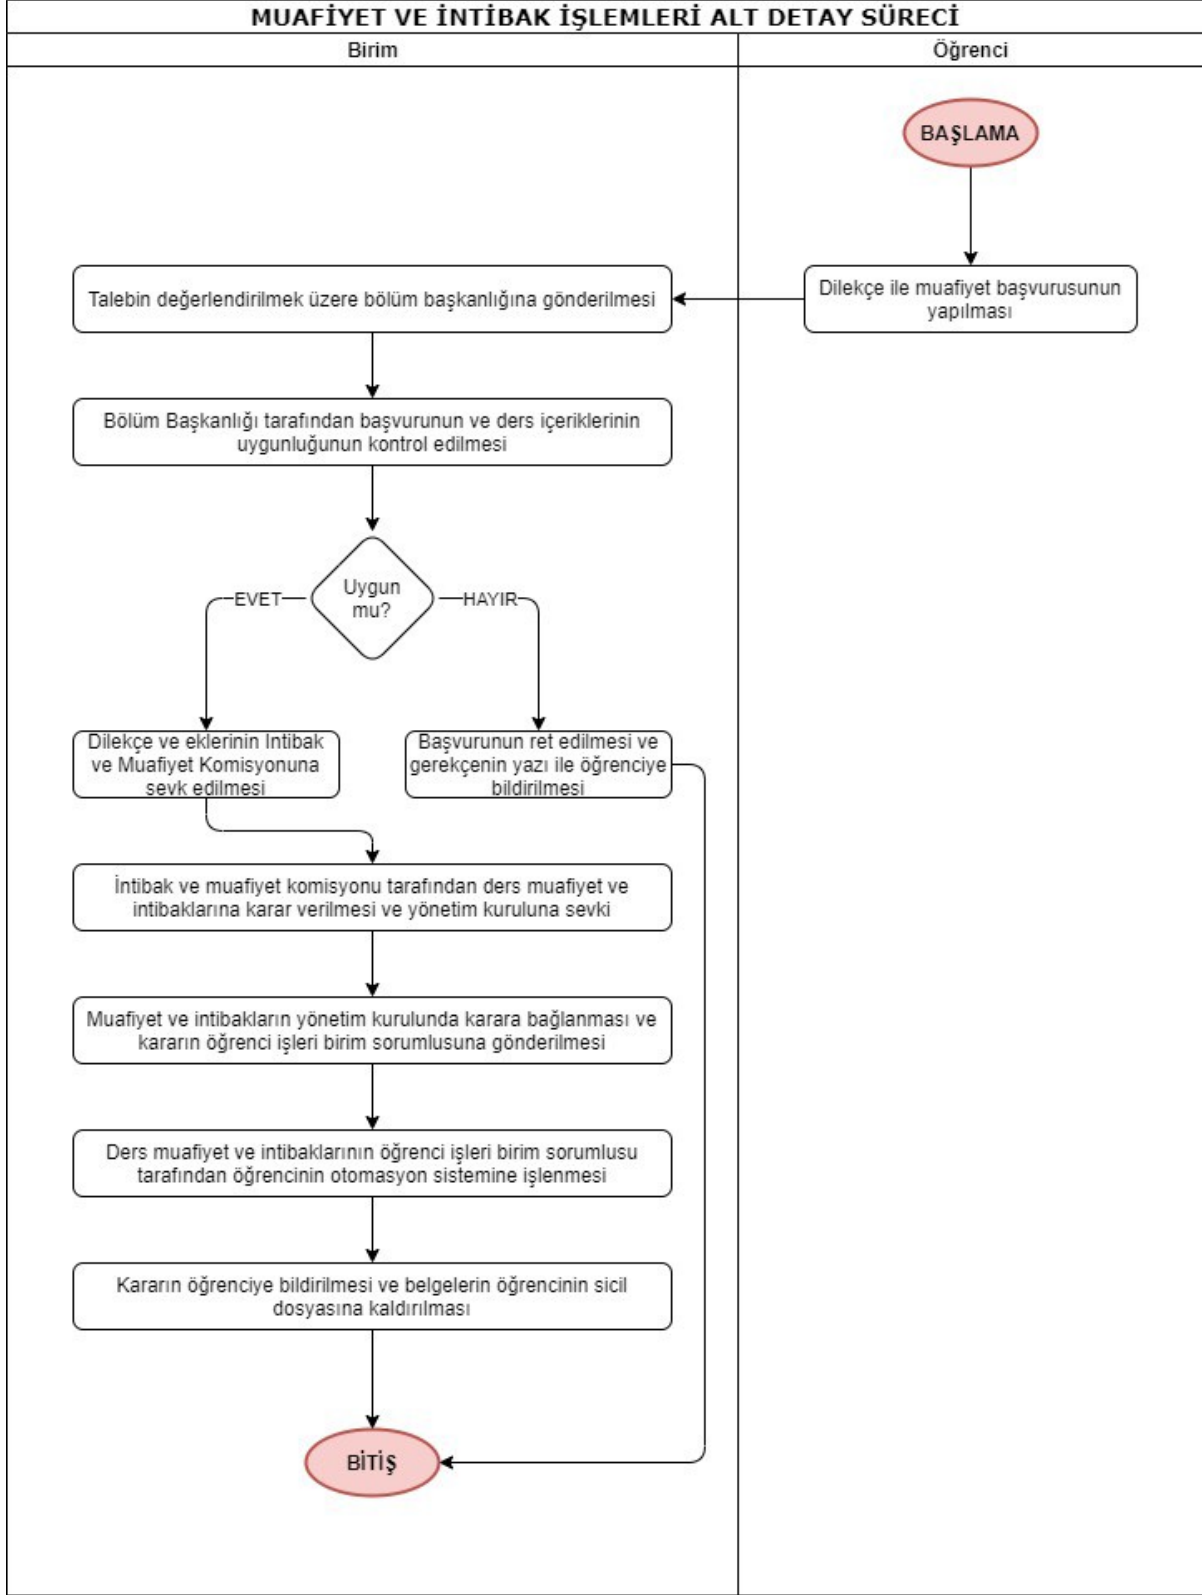 MUAFİYET VE İNTİBAK İŞLEMLERİ ALT DETAY SÜRECİ
Birim
Öğrenci
BAŞLAMA
Dilekçe ile muafiyet başvurusunun
yapılması
Talebin değerlendirilmek üzere bölüm başkanlığına gönderilmesi
Bölüm Başkanlığı tarafından başvurunun ve ders içeriklerinin
uygunluğunun kontrol edilmesi
Uygun
mu?
EVET
HAYIR
Dilekçe ve eklerinin Intibak
ve Muafiyet Komisyonuna
sevk edilmesi
Başvurunun ret edilmesi ve
gerekçenin yazı ile öğrenciye
bildirilmesi
İntibak ve muafiyet komisyonu tarafından ders muafiyet ve
intibaklarına karar verilmesi ve yönetim kuruluna sevki
Muafiyet ve intibakların yönetim kurulunda karara bağlanması ve
kararın öğrenci işleri birim sorumlusuna gönderilmesi
Ders muafiyet ve intibaklarının öğrenci işleri birim sorumlusu
tarafından öğrencinin otomasyon sistemine işlenmesi
Kararın öğrenciye bildirilmesi ve belgelerin öğrencinin sicil
dosyasına kaldırılması
BİTİŞ